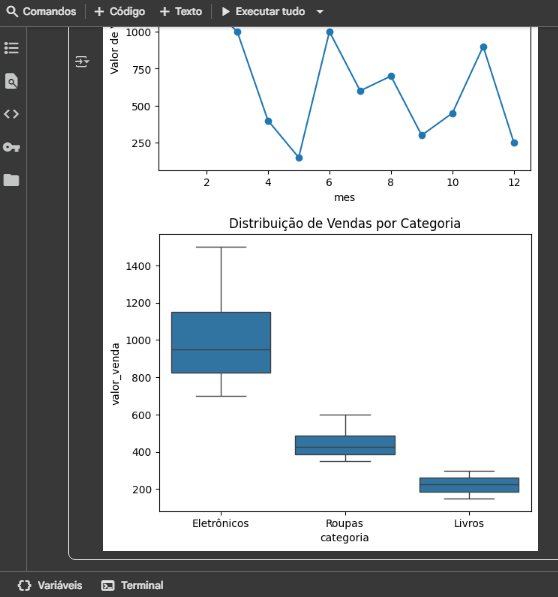 Comandos + Código + Texto Executar tudo
Valor de
1000
750
500
250
2 4 6 8 10 12
mes
Distribuição de Vendas por Categoria
valor_venda
1400
1200
1000
800
600
400
200
Eletrônicos Roupas Livros
categoria
Variáveis Terminal